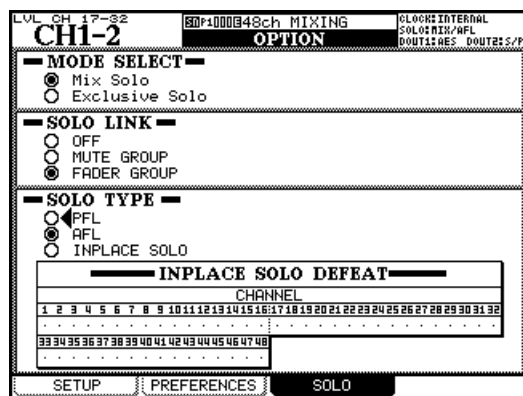 LVL CH 17-32
CH1-2
48ch MIXING
OPTION
CLOCK:INTERNAL
SOLO:MIX/AFL
DOUT1:AES DOUT2:S/P
MODE SELECT
Mix Solo
Exclusive Solo
SOLO LINK
OFF
MUTE GROUP
FADER GROUP
SOLO TYPE
PFL
AFL
INPLACE SOLO
INPLACE SOLO DEFEAT
CHANNEL
1 2 3 4 5 6 7 8 9 10 11 12 13 14 15 16 17 18 19 20 21 22 23 24 25 26 27 28 29 30 31 32
33 34 35 36 37 38 39 40 41 42 43 44 45 46 47 48
SETUP PREFERENCES SOLO